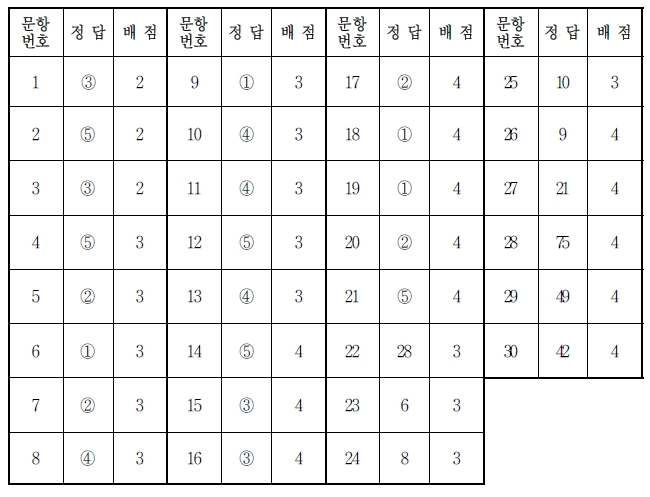 문항 번호 정 답 배 점 문항 번호 정 답 배 점 문항 번호 정 답 배 점 문항 번호 정 답 배 점
1 ③ 2 9 ① 3 17 ② 4 25 10 3
2 ⑤ 2 10 ④ 3 18 ① 4 26 9 4
3 ③ 2 11 ④ 3 19 ① 4 27 21 4
4 ⑤ 3 12 ⑤ 3 20 ② 4 28 75 4
5 ② 3 13 ④ 3 21 ⑤ 4 29 49 4
6 ① 3 14 ⑤ 4 22 28 3 30 42 4
7 ② 3 15 ③ 4 23 6 3
8 ④ 3 16 ③ 4 24 8 3